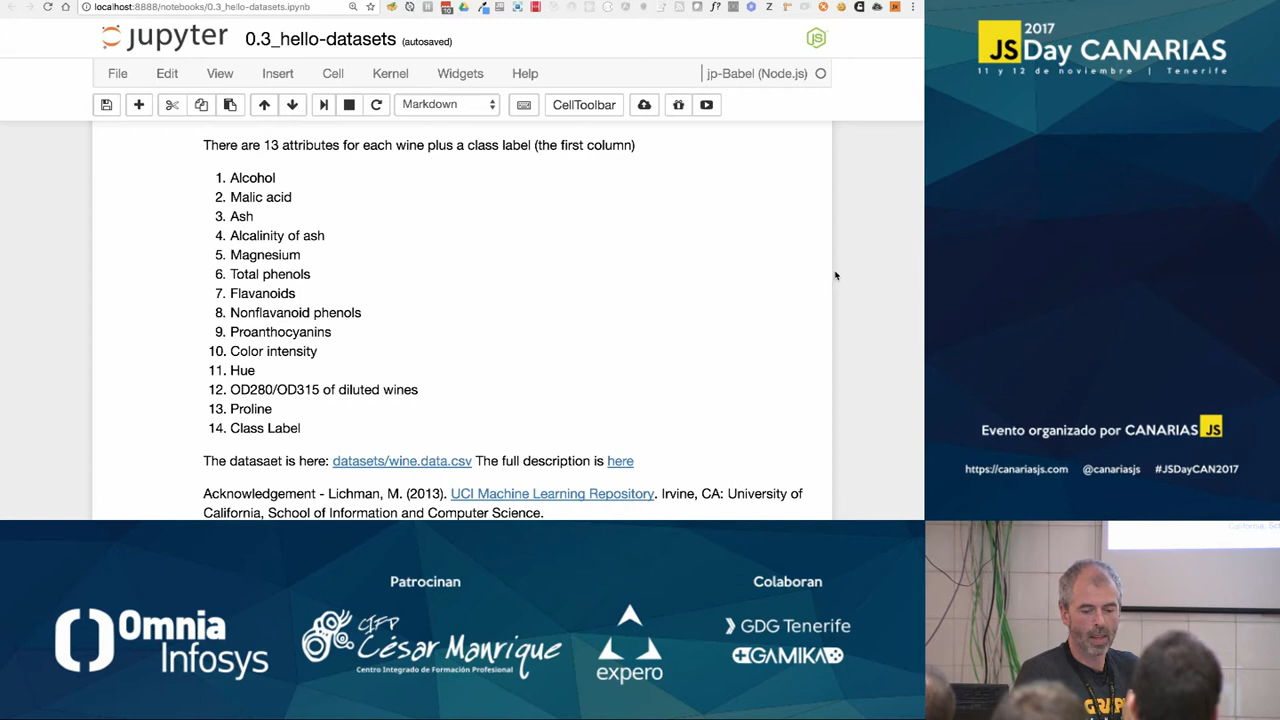 localhost:8888/notebooks/0.3_hello-datasets.ipynb
jupyter 0.3_hello-datasets (autosaved)
File Edit View Insert Cell Kernel Widgets Help jp-Babel (Node.js)
Markdown CellToolbar
There are 13 attributes for each wine plus a class label (the first column)
1. Alcohol
2. Malic acid
3. Ash
4. Alcalinity of ash
5. Magnesium
6. Total phenols
7. Flavanoids
8. Nonflavanoid phenols
9. Proanthocyanins
10. Color intensity
11. Hue
12. OD280/OD315 of diluted wines
13. Proline
14. Class Label
The datasaet is here: datasets/wine.data.csv The full description is here
Acknowledgement - Lichman, M. (2013). UCI Machine Learning Repository. Irvine, CA: University of
California, School of Information and Computer Science.
2017
JSDay CANARIAS
11 y 12 de noviembre | Tenerife
Evento organizado por CANARIAS JS
https://canariasjs.com @canariasjs #JSDayCAN2017
Patrocinan
Omnia
Infosys
CIFP
César Manrique
Centro Integrado de Formación Profesional
expero
Colaboran
GDG Tenerife
GAMIKA